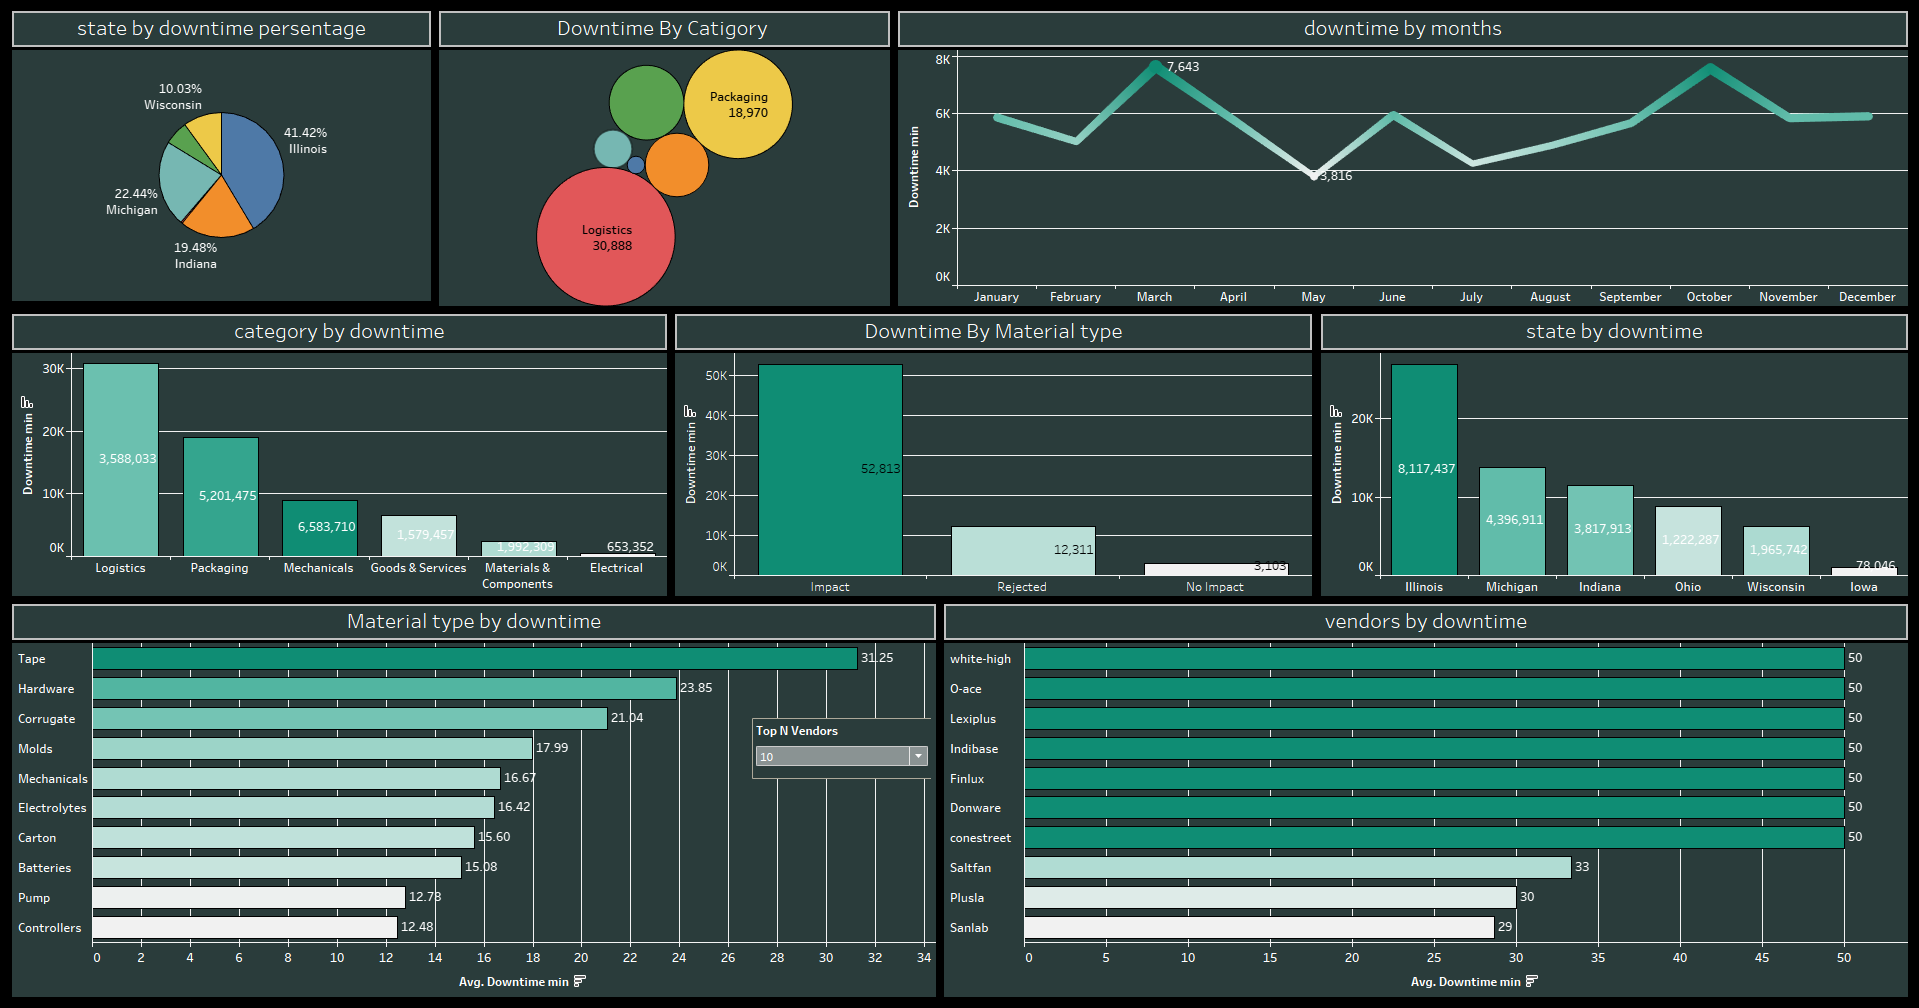 state by downtime persentage
10.03%
Wisconsin
41.42%
Illinois
22.44%
Michigan
19.48%
Indiana
Downtime By Catigory
Packaging
18,970
Logistics
30,888
downtime by months
Downtime min
8K
6K
4K
2K
0K
7,643
3,816
January February March April May June July August September October November December
category by downtime
Downtime min
30K
20K
10K
0K
3,588,033
5,201,475
6,583,710
1,579,457
1,992,309
653,352
Logistics Packaging Mechanicals Goods & Services Materials & Components Electrical
Downtime By Material type
Downtime min
50K
40K
30K
20K
10K
0K
52,813
12,311
3,103
Impact Rejected No Impact
state by downtime
Downtime min
20K
10K
0K
8,117,437
4,396,911
3,817,913
1,222,287
1,965,742
78,046
Illinois Michigan Indiana Ohio Wisconsin Iowa
Material type by downtime
Tape 31.25
Hardware 23.85
Corrugate 21.04
Molds 17.99
Mechanicals 16.67
Electrolytes 16.42
Carton 15.60
Batteries 15.08
Pump 12.73
Controllers 12.48
0 2 4 6 8 10 12 14 16 18 20 22 24 26 28 30 32 34
Avg. Downtime min
Top N Vendors
10
vendors by downtime
white-high 50
O-ace 50
Lexiplus 50
Indibase 50
Finlux 50
Donware 50
conestreet 50
Saltfan 33
Plusla 30
Sanlab 29
0 5 10 15 20 25 30 35 40 45 50
Avg. Downtime min